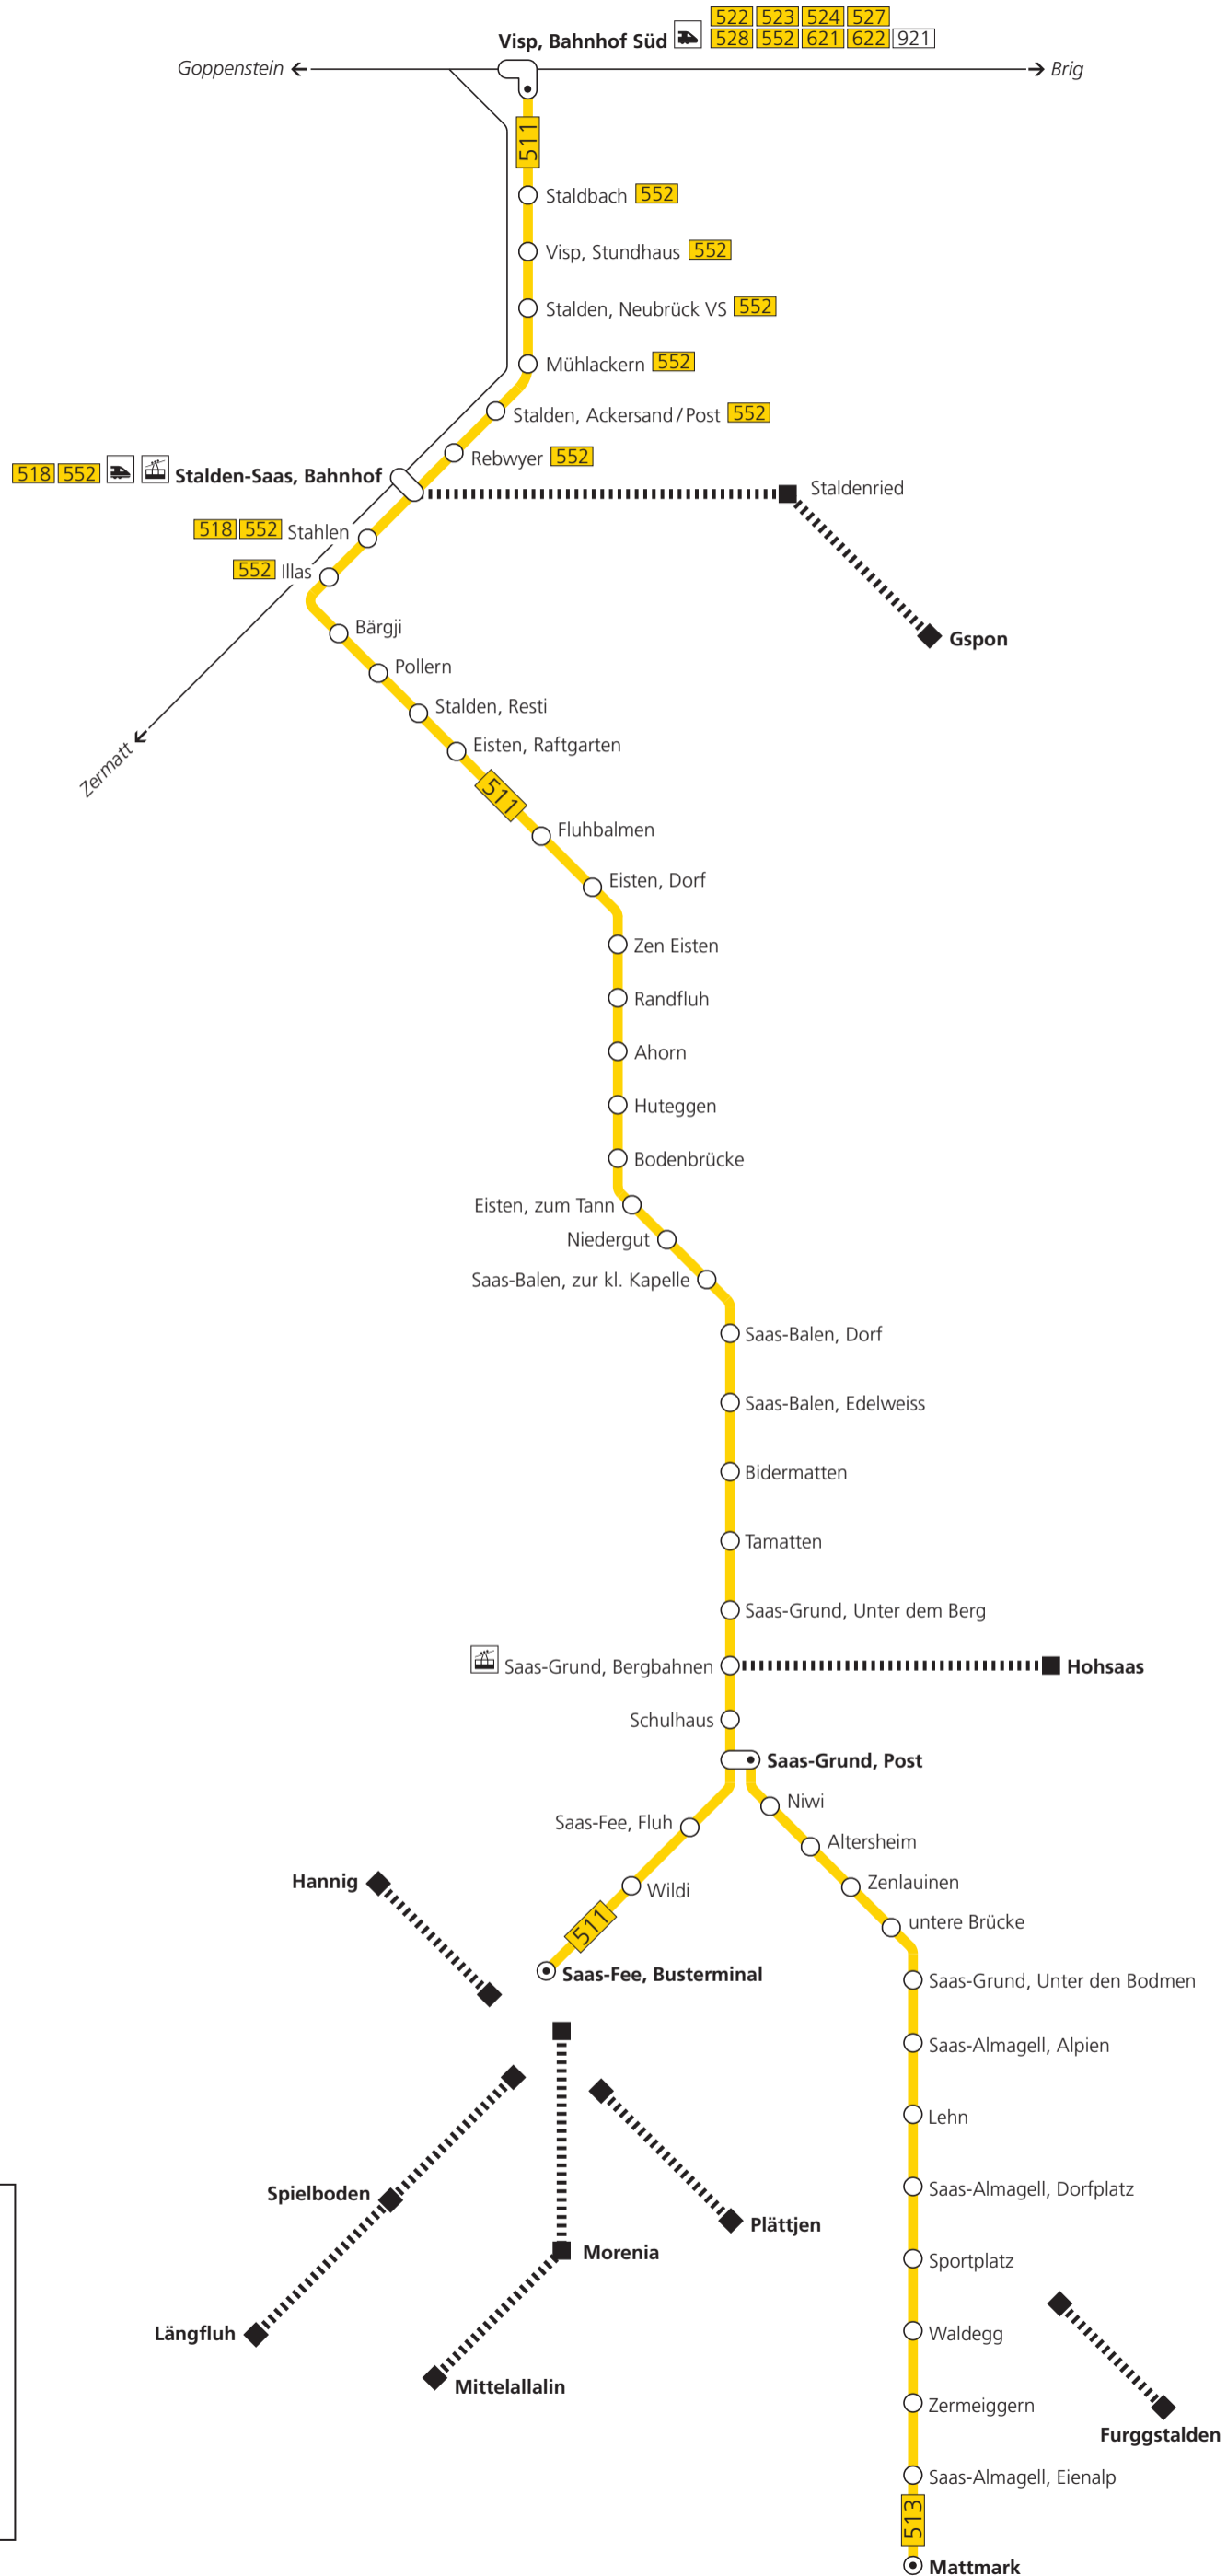 522 523 524 527
Visp, Bahnhof Süd 528 552 621 622 921
Goppenstein Brig
511
Staldbach 552
Visp, Stundhaus 552
Stalden, Neubrück VS 552
Mühlackern 552
Stalden, Ackersand/Post 552
Rebwyer 552
518 552 Stalden-Saas, Bahnhof
Staldenried
518 552 Stahlen
552 Illas
Bärgji
Gspon
Pollern
Stalden, Resti
Eisten, Raftgarten
Zermatt
511
Fluhbalmen
Eisten, Dorf
Zen Eisten
Randfluh
Ahorn
Huteggen
Bodenbrücke
Eisten, zum Tann
Niedergut
Saas-Balen, zur kl. Kapelle
Saas-Balen, Dorf
Saas-Balen, Edelweiss
Bidermatten
Tamatten
Saas-Grund, Unter dem Berg
Saas-Grund, Bergbahnen Hohsaas
Schulhaus
Saas-Grund, Post
Niwi
Saas-Fee, Fluh
Altersheim
Hannig
Zenlauinen
Wildi
untere Brücke
511
Saas-Fee, Busterminal
Saas-Grund, Unter den Bodmen
Saas-Almagell, Alpien
Lehn
Saas-Almagell, Dorfplatz
Spielboden
Plättjen
Morenia
Sportplatz
Längfluh
Waldegg
Mittelallalin
Zermeiggern
Furggstalden
Saas-Almagell, Eienalp
513
Mattmark